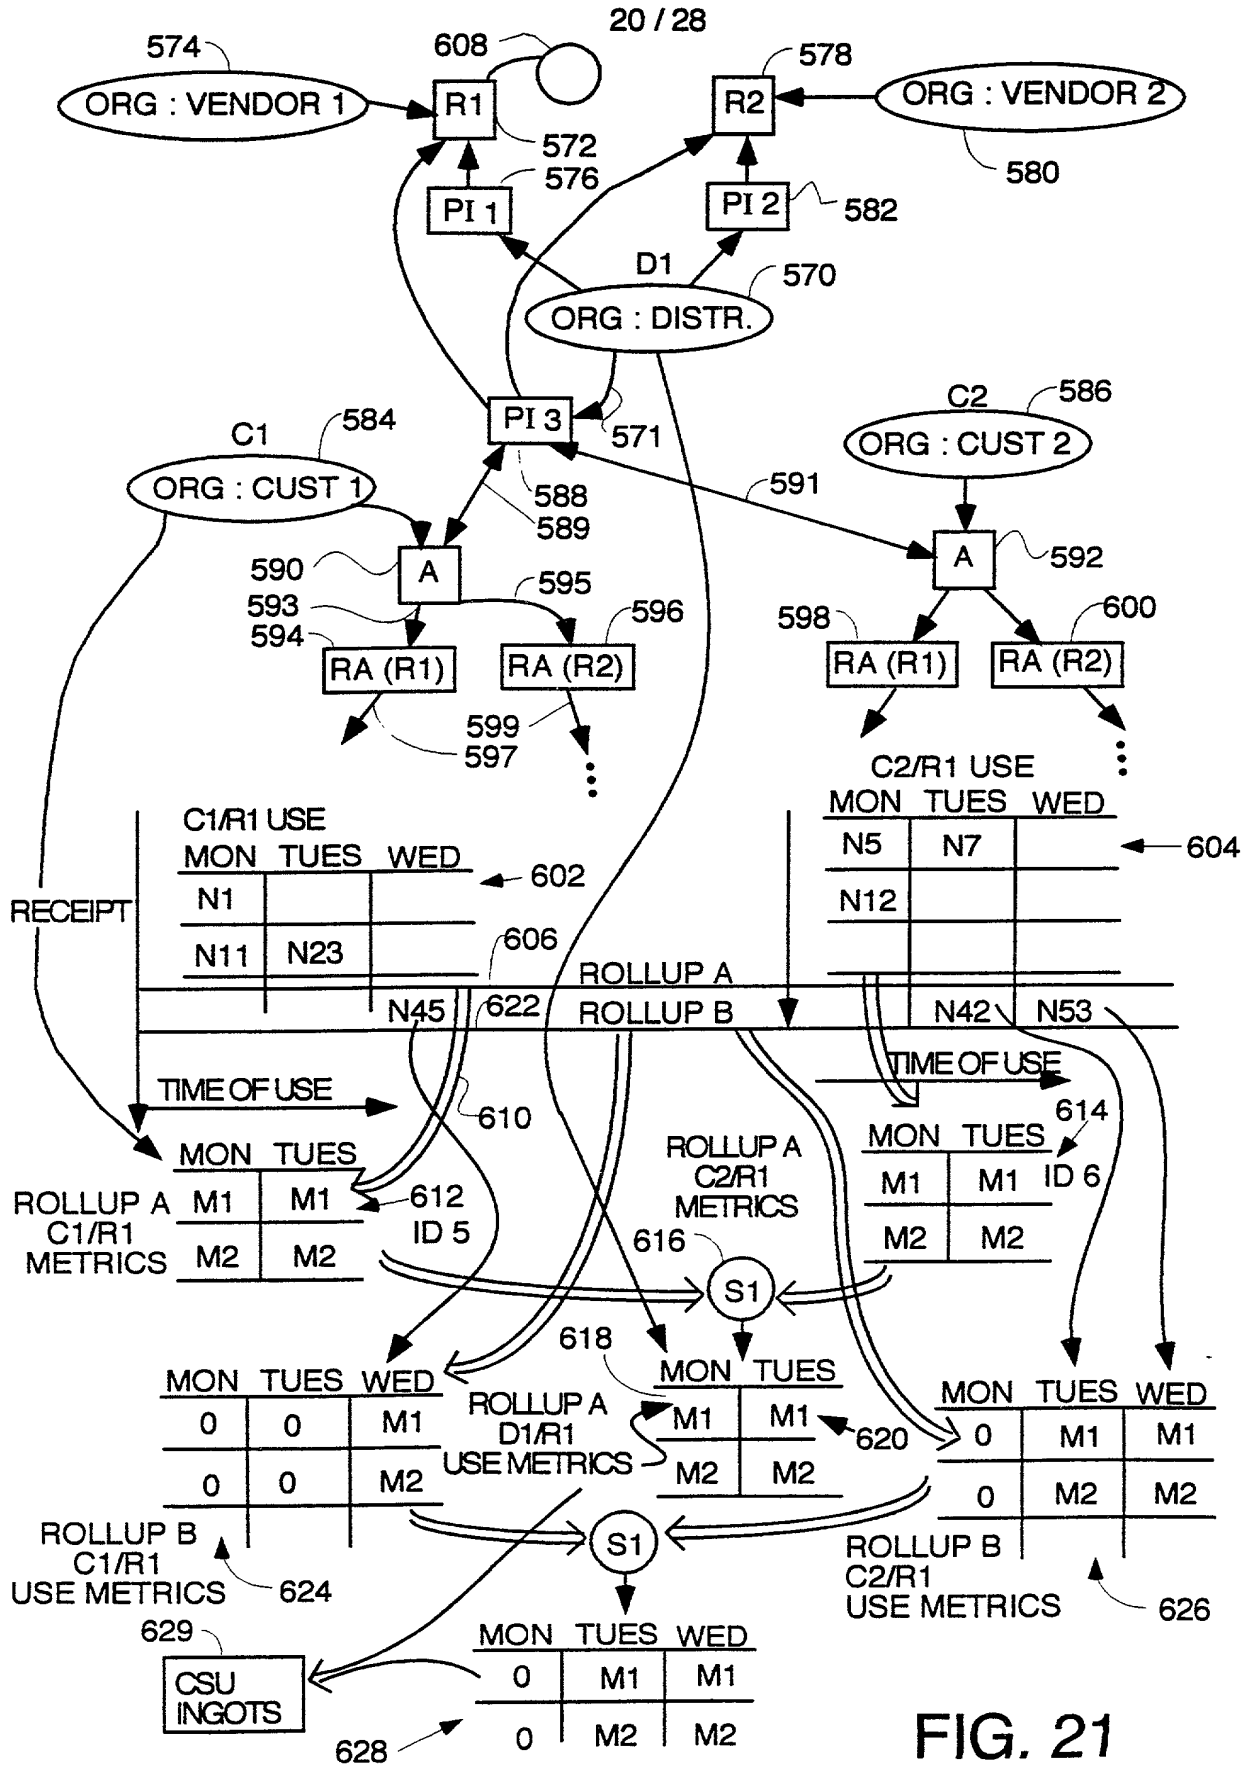 20 / 28
574
608
578
ORG : VENDOR 1
R1
R2
ORG : VENDOR 2
572
576
580
PI 1
PI 2
582
D1
570
ORG : DISTR.
C2
586
C1
584
PI 3
571
ORG : CUST 2
ORG : CUST 1
588
589
591
590
A
595
A
592
593
594
596
598
600
RA (R1)
RA (R2)
RA (R1)
RA (R2)
599
597
C2/R1 USE
MON TUES WED
C1/R1 USE
MON TUES WED
N5 N7
604
602
N1
N12
RECEIPT
N11 N23
606
ROLLUP A
N45
622
ROLLUP B
N42 N53
TIME OF USE
TIME OF USE
610
614
MON TUES
ROLLUP A
C2/R1
METRICS
MON TUES
ID 6
M1 M1
M1 M1
ROLLUP A
C1/R1
METRICS
612
ID 5
M2 M2
616
M2 M2
S1
618
MON TUES
MON TUES WED
MON TUES WED
0 0 M1
ROLLUP A
D1/R1
USE METRICS
M1 M1
620
0 M1 M1
0 0 M2
M2 M2
0 M2 M2
ROLLUP B
C1/R1
USE METRICS
624
S1
ROLLUP B
C2/R1
USE METRICS
626
629
MON TUES WED
CSU
INGOTS
0 M1 M1
0 M2 M2
628
FIG. 21